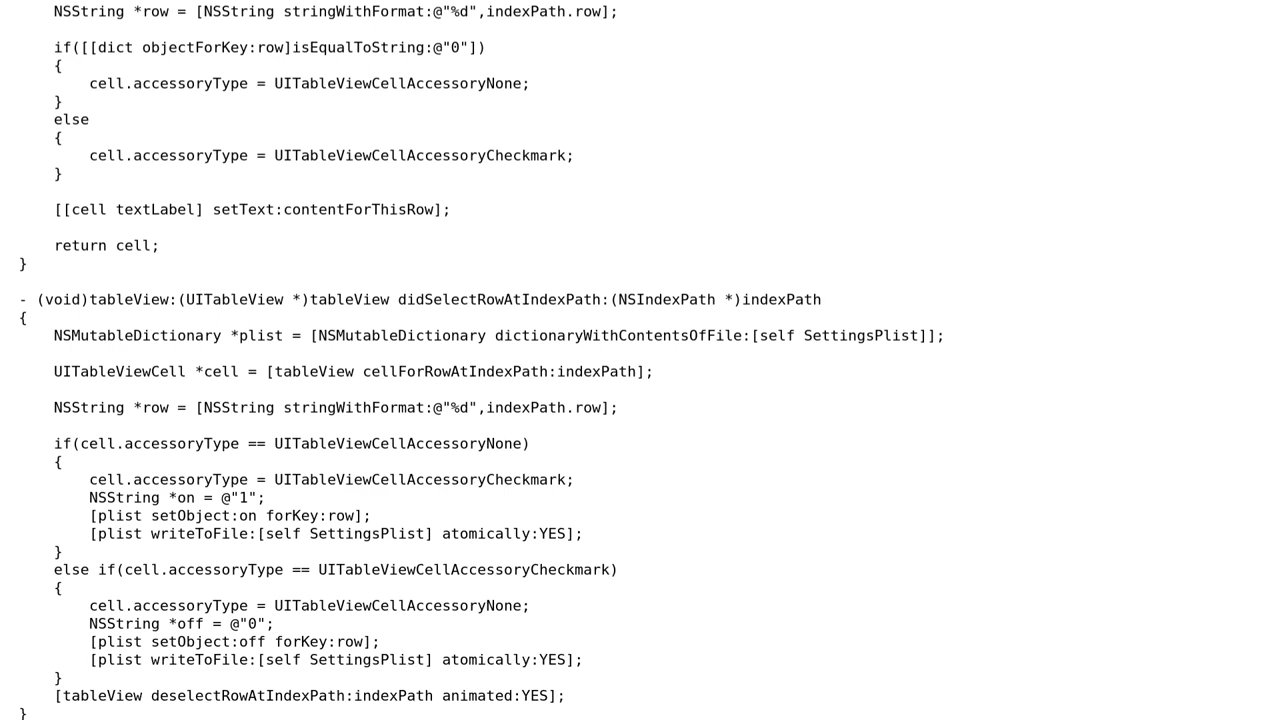 NSString *row = [NSString stringWithFormat:@"%d",indexPath.row];
if([[dict objectForKey:row]isEqualToString:@"0"])
{
cell.accessoryType = UITableViewCellAccessoryNone;
}
else
{
cell.accessoryType = UITableViewCellAccessoryCheckmark;
}
[[cell textLabel] setText:contentForThisRow];
return cell;
}
- (void)tableView:(UITableView *)tableView didSelectRowAtIndexPath:(NSIndexPath *)indexPath
{
NSMutableDictionary *plist = [NSMutableDictionary dictionaryWithContentsOfFile:[self SettingsPlist]];
UITableViewCell *cell = [tableView cellForRowAtIndexPath:indexPath];
NSString *row = [NSString stringWithFormat:@"%d",indexPath.row];
if(cell.accessoryType == UITableViewCellAccessoryNone)
{
cell.accessoryType = UITableViewCellAccessoryCheckmark;
NSString *on = @"1";
[plist setObject:on forKey:row];
[plist writeToFile:[self SettingsPlist] atomically:YES];
}
else if(cell.accessoryType == UITableViewCellAccessoryCheckmark)
{
cell.accessoryType = UITableViewCellAccessoryNone;
NSString *off = @"0";
[plist setObject:off forKey:row];
[plist writeToFile:[self SettingsPlist] atomically:YES];
}
[tableView deselectRowAtIndexPath:indexPath animated:YES];
}